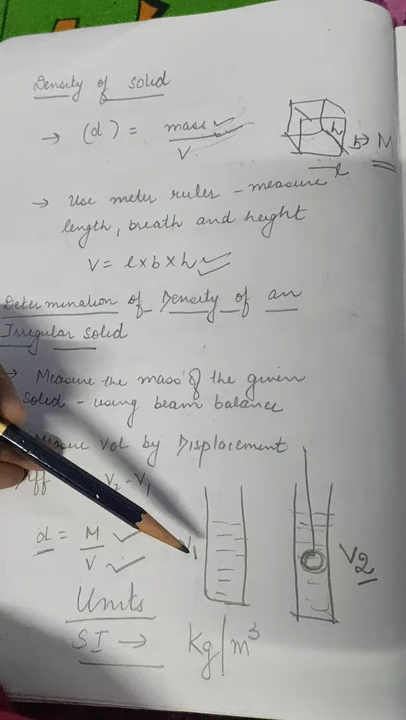 Density of solid
→ (d) = mass
V
h
b → M
l
→ Use meter ruler - measure
length, breath and height
V = l x b x h
Determination of Density of an
Irregular solid
→ Measure the mass of the given
solid - using beam balance
Vol by Displacement
V2 - V1
d = M
V
V1
V2
Units
SI → kg/m³